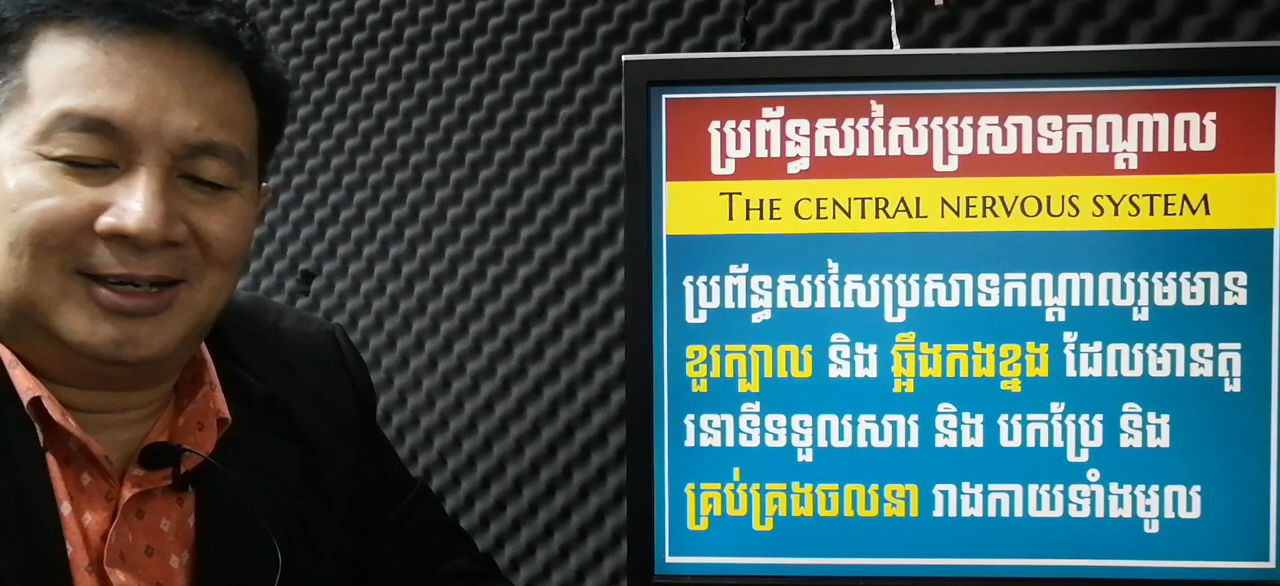 ប្រព័ន្ធសរសៃប្រសាទកណ្ដាល
THE CENTRAL NERVOUS SYSTEM
ប្រព័ន្ធសរសៃប្រសាទកណ្ដាលរួមមាន
ខួរក្បាល និង ឆ្អឹងកងខ្នង ដែលមានតួ
រនាទីទទួលសារ និង បកប្រែ និង
គ្រប់គ្រងចលនា រាងកាយទាំងមូល